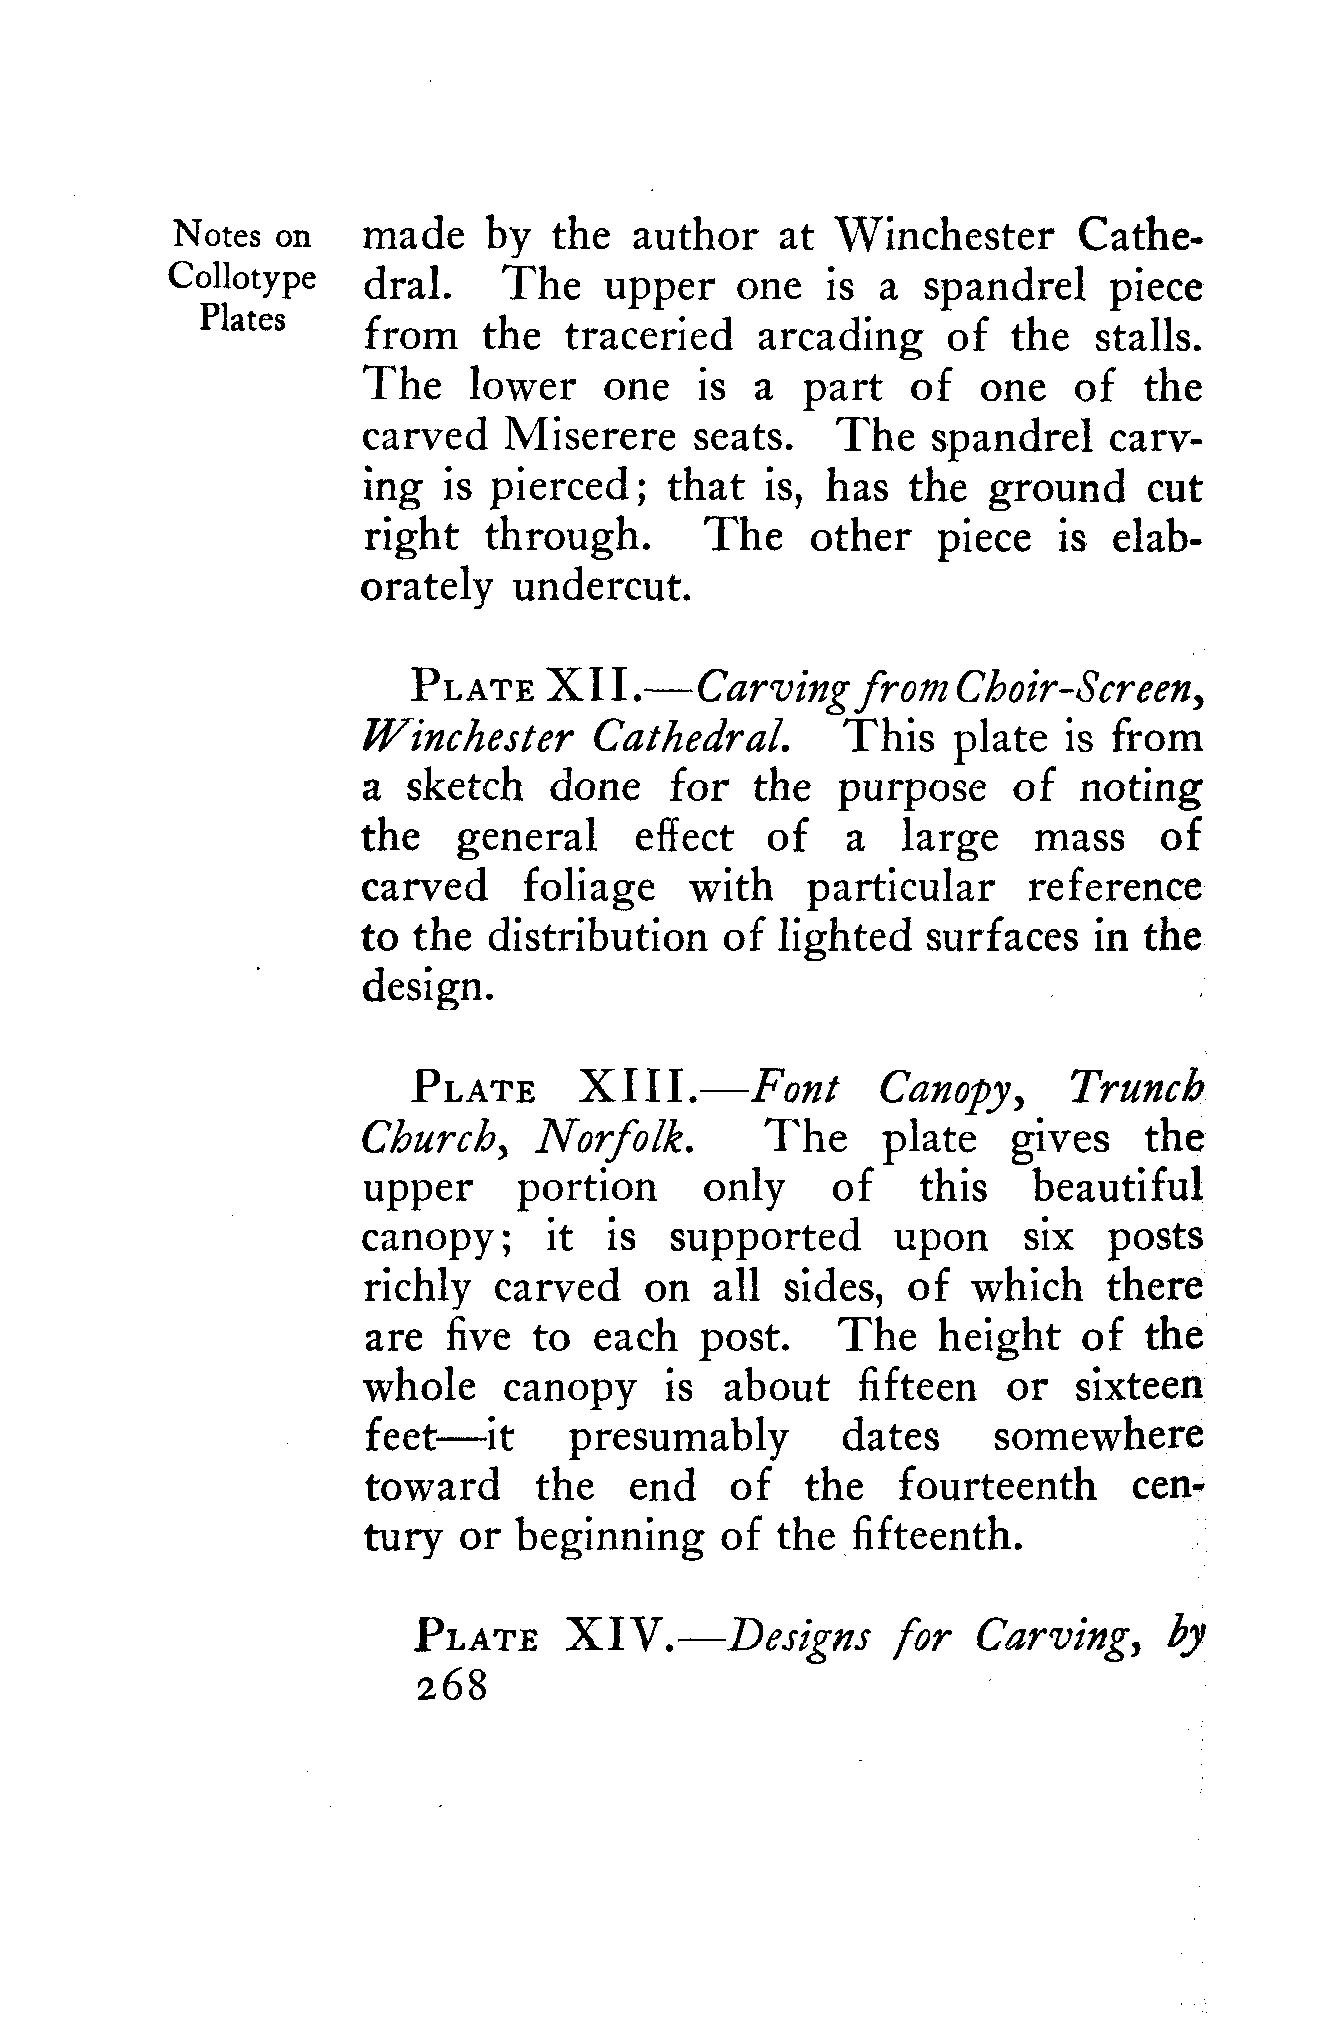 Notes on
Collotype
Plates
made by the author at Winchester Cathe-
dral. The upper one is a spandrel piece
from the traceried arcading of the stalls.
The lower one is a part of one of the
carved Miserere seats. The spandrel carv-
ing is pierced; that is, has the ground cut
right through. The other piece is elab-
orately undercut.
PLATE XII.—Carving from Choir-Screen,
Winchester Cathedral. This plate is from
a sketch done for the purpose of noting
the general effect of a large mass of
carved foliage with particular reference
to the distribution of lighted surfaces in the
design.
PLATE XIII.—Font Canopy, Trunch
Church, Norfolk. The plate gives the
upper portion only of this beautiful
canopy; it is supported upon six posts
richly carved on all sides, of which there
are five to each post. The height of the
whole canopy is about fifteen or sixteen
feet—it presumably dates somewhere
toward the end of the fourteenth cen-
tury or beginning of the fifteenth.
PLATE XIV.—Designs for Carving, by
268